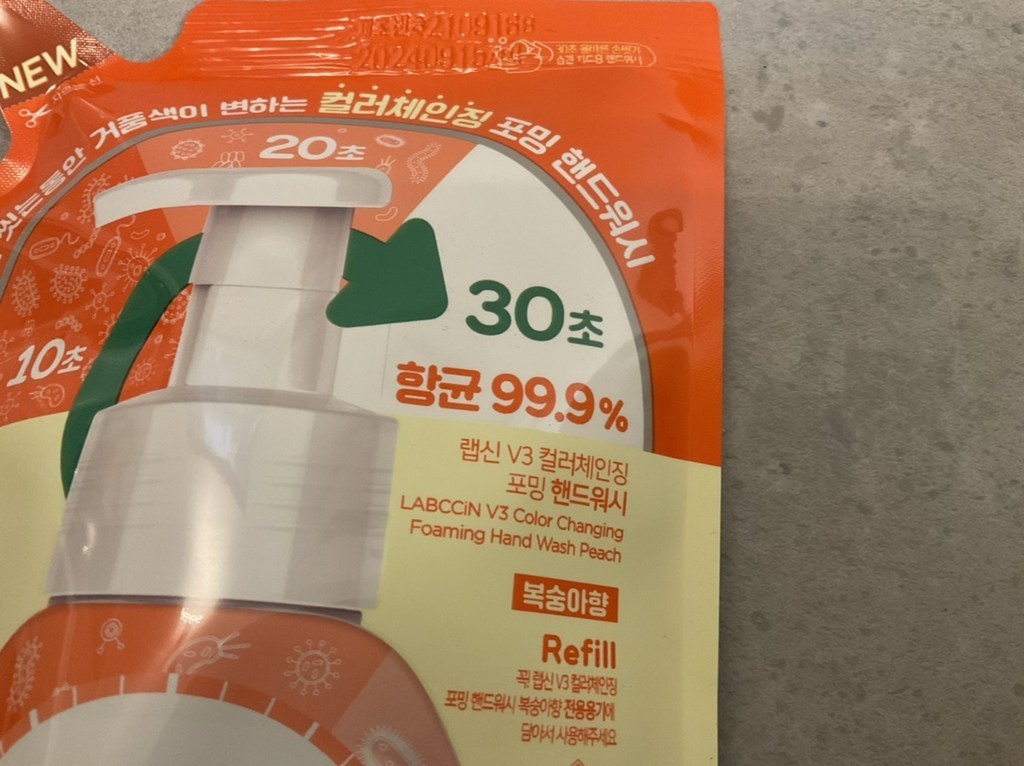 NEW
씻는동안 거품색이 변하는 컬러체인징 포밍 핸드워시
20초
10초
30초
항균 99.9%
랩신 V3 컬러체인징
포밍 핸드워시
LABCCiN V3 Color Changing
Foaming Hand Wash Peach
복숭아향
Refill
꼭! 랩신 V3 컬러체인징
포밍 핸드워시 복숭아향 전용용기에
담아서 사용해주세요